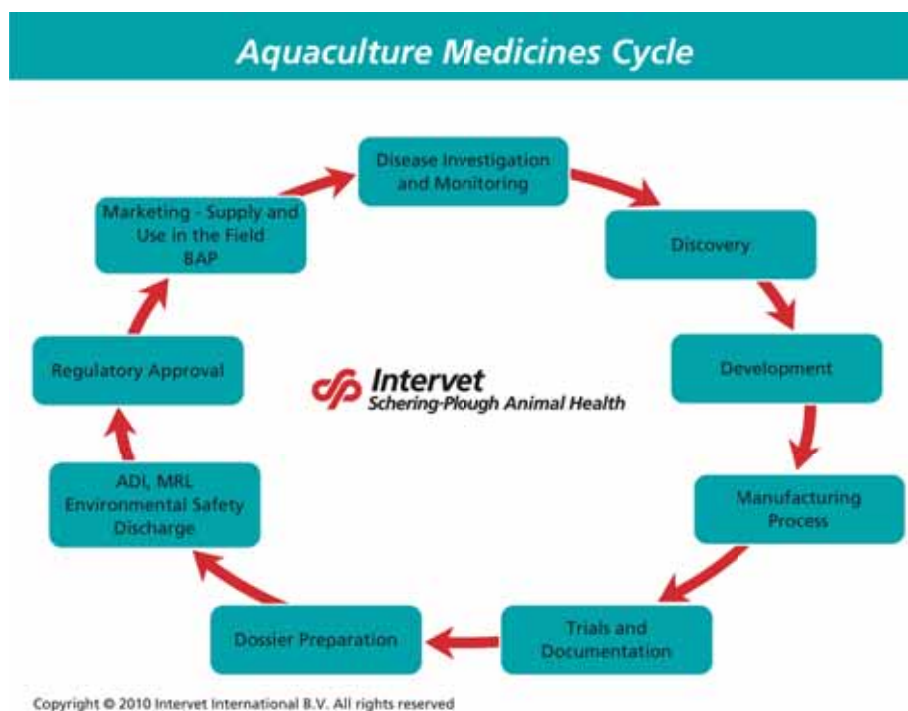 Aquaculture Medicines Cycle
Disease Investigation
and Monitoring
Discovery
Development
Manufacturing
Process
Trials and
Documentation
Dossier Preparation
ADI, MRL
Environmental Safety
Discharge
Regulatory Approval
Marketing - Supply and
Use in the Field
BAP
Intervet
Schering-Plough Animal Health
Copyright © 2010 Intervet International B.V. All rights reserved